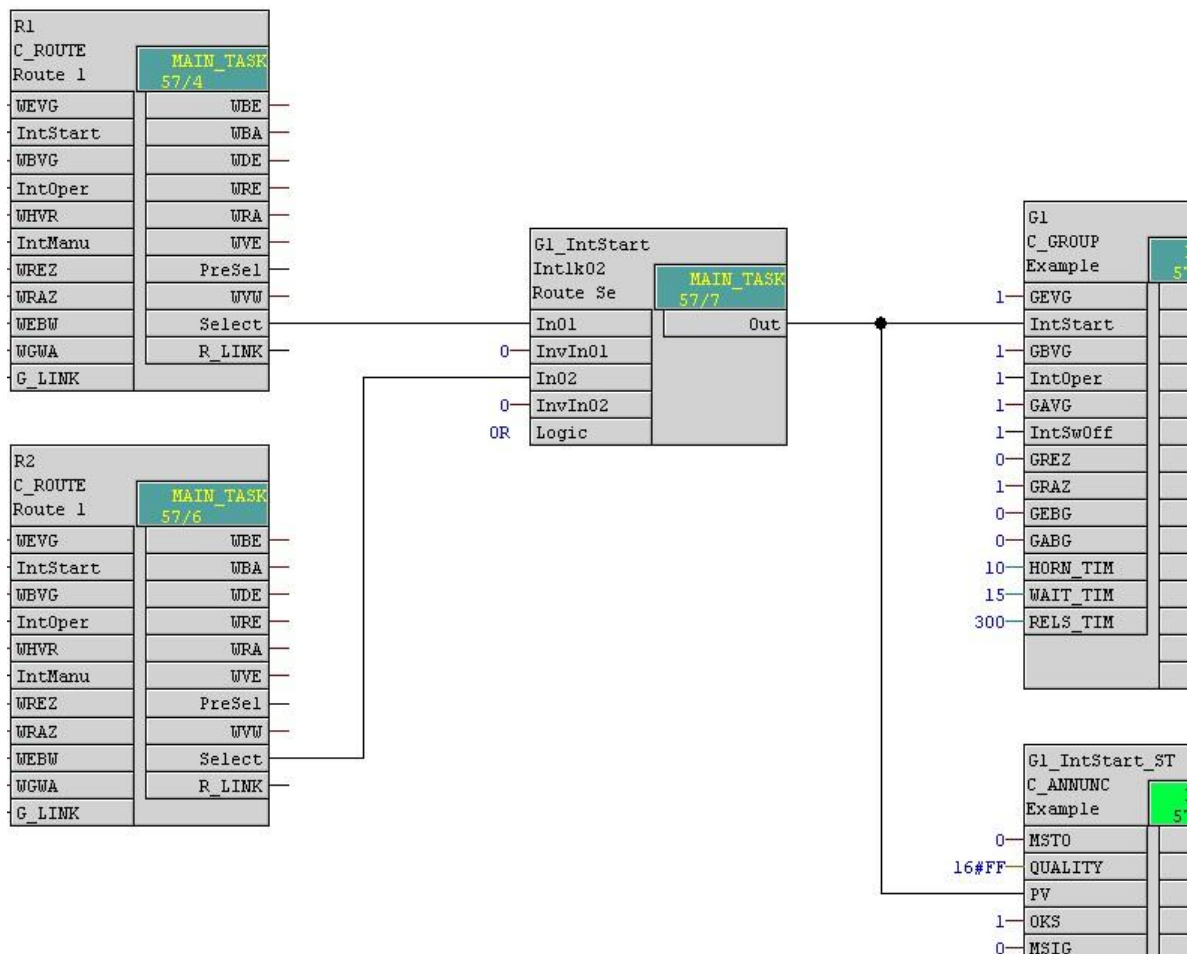 R1
C_ROUTE
Route 1
MAIN_TASK
57/4
WEVG WBE
IntStart WBA
WBVG WDE
IntOper WRE
WHVR WRA
IntManu WVE
WREZ PreSel
WRAZ WVW
WEBW Select
WGWA R_LINK
G_LINK
R2
C_ROUTE
Route 1
MAIN_TASK
57/6
WEVG WBE
IntStart WBA
WBVG WDE
IntOper WRE
WHVR WRA
IntManu WVE
WREZ PreSel
WRAZ WVW
WEBW Select
WGWA R_LINK
G_LINK
G1_IntStart
Intlk02
Route Se
MAIN_TASK
57/7
In01 Out
0 InvIn01
In02
0 InvIn02
OR Logic
G1
C_GROUP
Example
1 GEVG
IntStart
1 GBVG
1 IntOper
1 GAVG
1 IntSwOff
0 GREZ
1 GRAZ
0 GEBG
0 GABG
10 HORN_TIM
15 WAIT_TIM
300 RELS_TIM
G1_IntStart_ST
C_ANNUNC
Example
0 MSTO
16#FF QUALITY
PV
1 OKS
0 MSIG